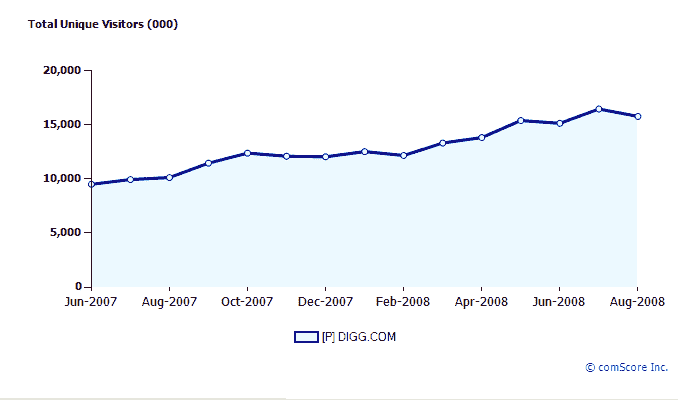 Total Unique Visitors (000)
20,000
15,000
10,000
5,000
0
Jun-2007 Aug-2007 Oct-2007 Dec-2007 Feb-2008 Apr-2008 Jun-2008 Aug-2008
[P] DIGG.COM
© comScore Inc.